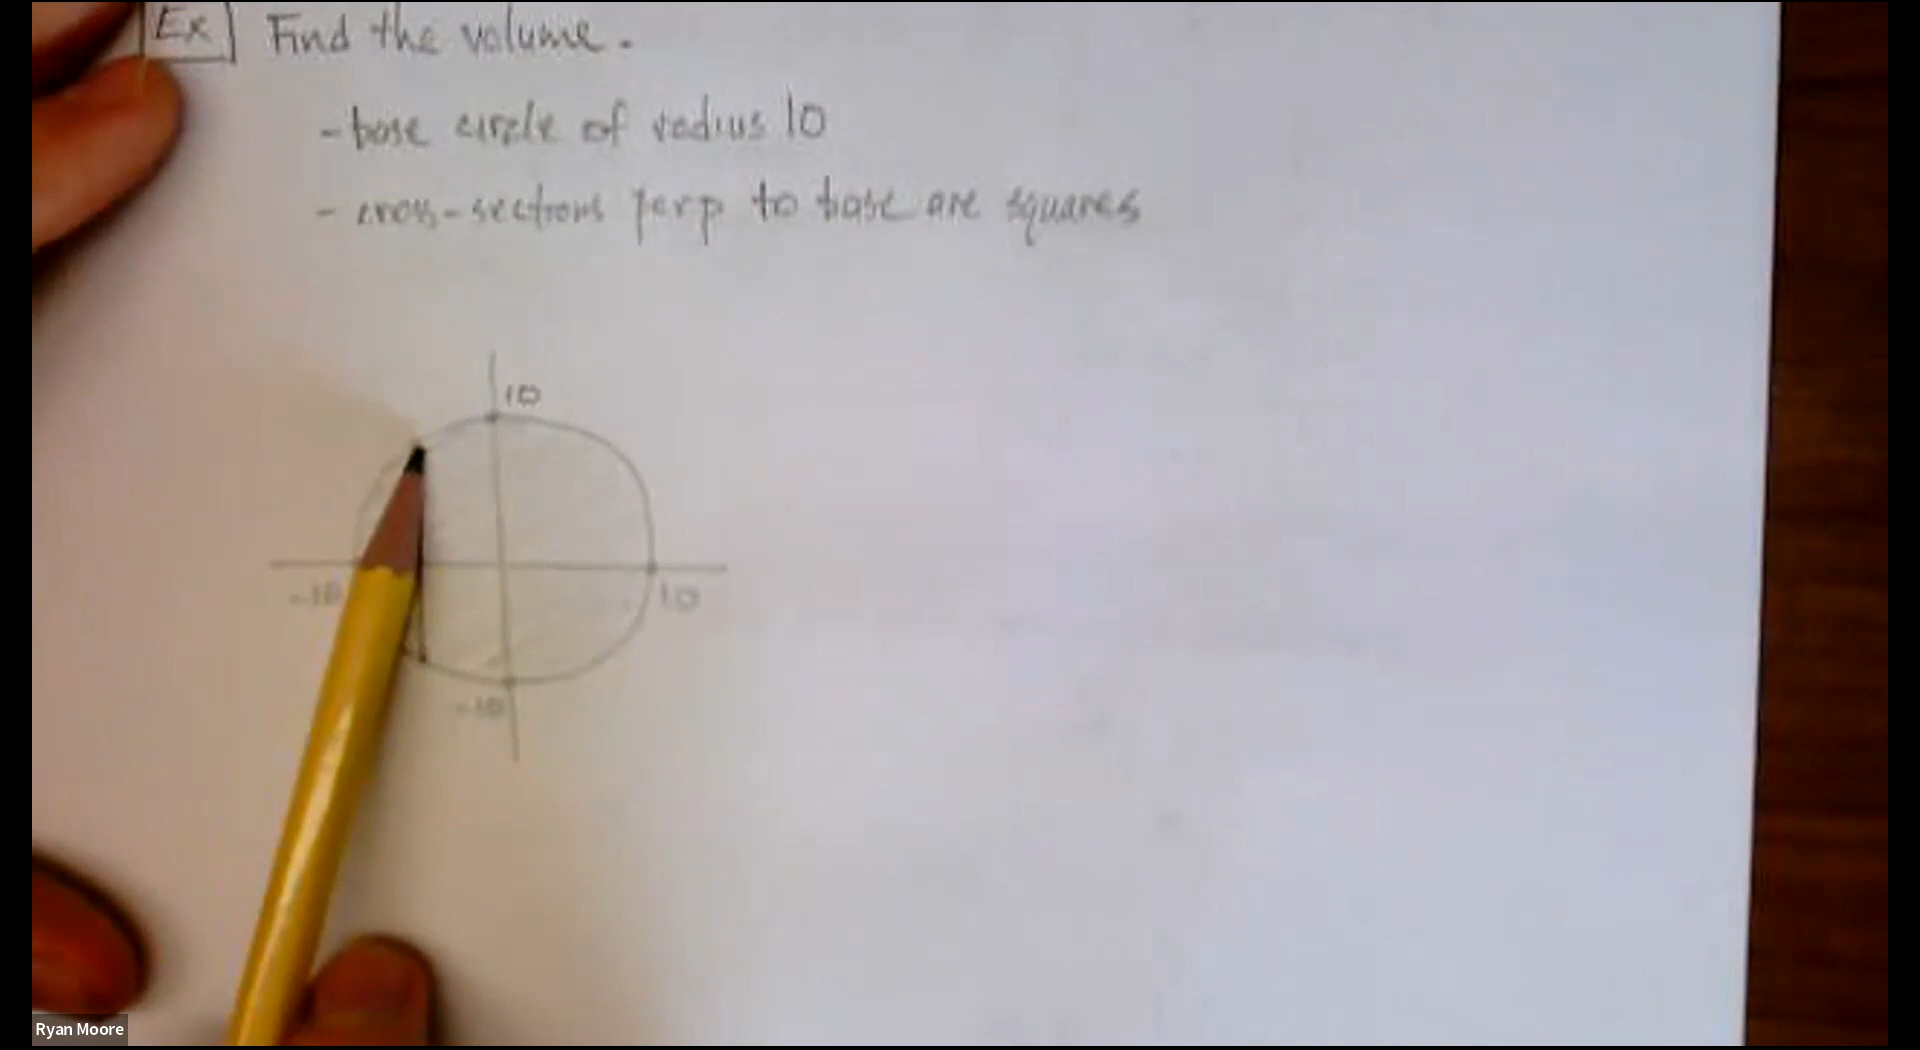 Ex Find the volume.
- base circle of radius 10
- cross-sections perp to base are squares
10
-10
10
-10
Ryan Moore